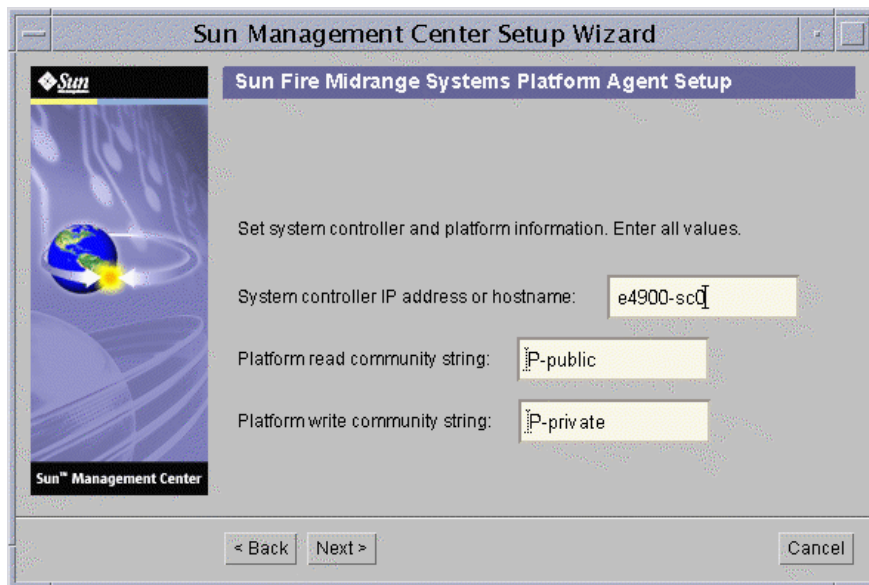 Sun Management Center Setup Wizard
Sun
Sun Fire Midrange Systems Platform Agent Setup
Set system controller and platform information. Enter all values.
System controller IP address or hostname: e4900-sc0
Platform read community string: P-public
Platform write community string: P-private
Sun™ Management Center
< Back Next > Cancel